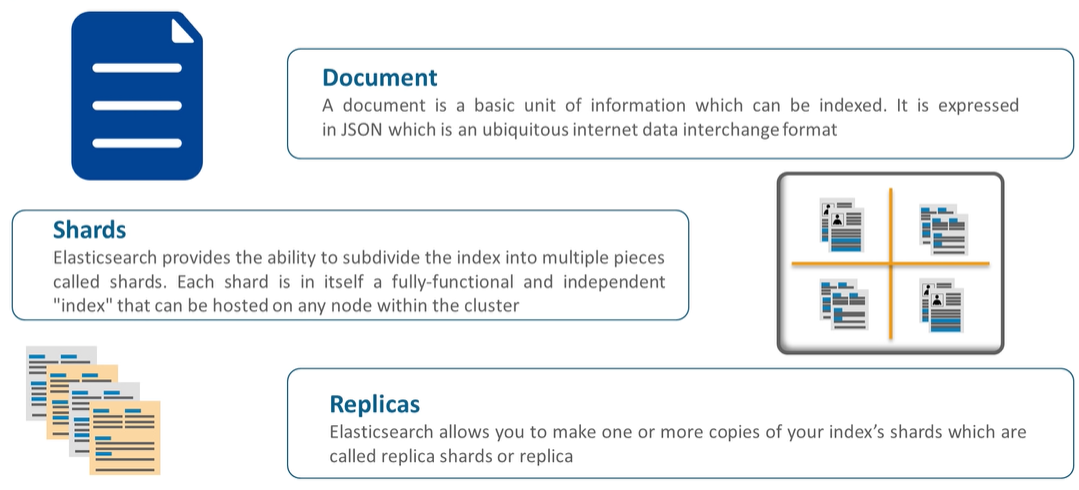 Document
A document is a basic unit of information which can be indexed. It is expressed
in JSON which is an ubiquitous internet data interchange format
Shards
Elasticsearch provides the ability to subdivide the index into multiple pieces
called shards. Each shard is in itself a fully-functional and independent
"index" that can be hosted on any node within the cluster
Replicas
Elasticsearch allows you to make one or more copies of your index’s shards which are
called replica shards or replica